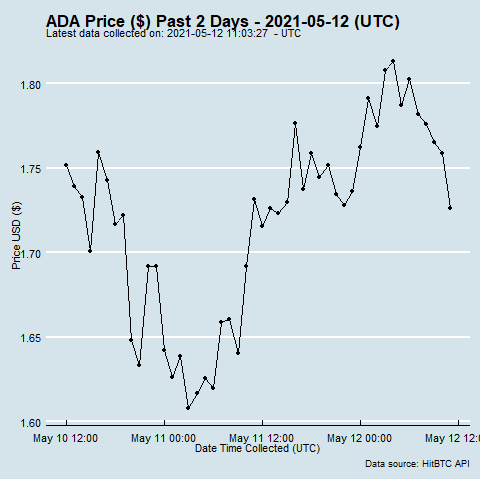 ADA Price ($) Past 2 Days - 2021-05-12 (UTC)
Latest data collected on: 2021-05-12 11:03:27 - UTC
Price USD ($)
1.80
1.75
1.70
1.65
1.60
May 10 12:00 May 11 00:00 May 11 12:00 May 12 00:00 May 12 12:
Date Time Collected (UTC)
Data source: HitBTC API